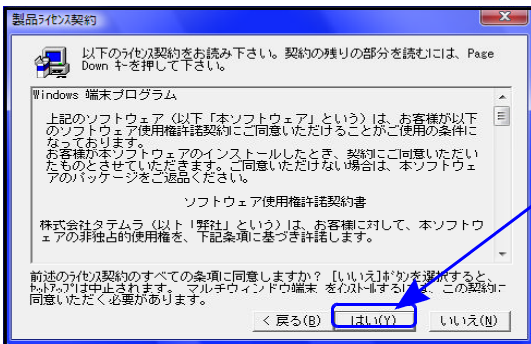 製品ライセンス契約
以下のライセンス契約をお読み下さい。契約の残りの部分を読むには、Page
Down キーを押して下さい。
Windows 端末プログラム
上記のソフトウェア（以下「本ソフトウェア」という）は、お客様が以下
のソフトウェア使用権許諾契約にご同意いただけることがご使用の条件に
なっております。
お客様が本ソフトウェアのインストールしたとき、契約にご同意いただい
たものとさせていただきます。ご同意いただけない場合は、本ソフトウェ
アのパッケージをご返品ください。
ソフトウェア使用権許諾契約書
株式会社タテムラ（以下「弊社」という）は、お客様に対して、本ソフトウ
ェアの非独占的使用権を、下記条項に基づき許諾します。
前述のライセンス契約のすべての条項に同意しますか？ [いいえ]ボタンを選択すると、
セットアップは中止されます。 マルチウィンドウ端末 をインストールするには、この契約に
同意いただく必要があります。
< 戻る(B)
はい(Y)
いいえ(N)